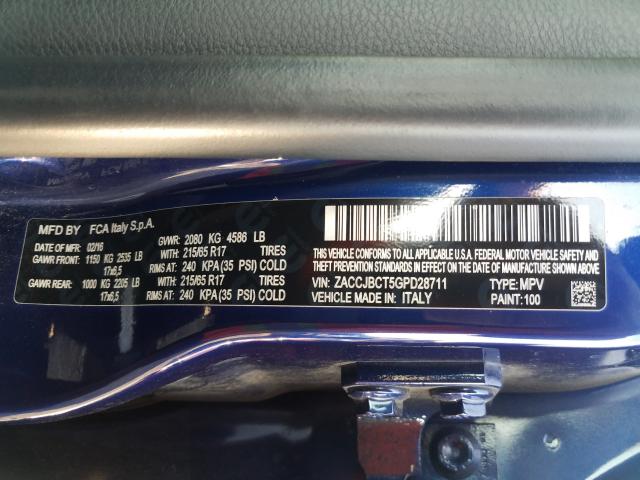 MFD BY FCA Italy S.p.A.
DATE OF MFR: 02/16 GVWR: 2080 KG 4586 LB
GAWR FRONT: 1150 KG 2535 LB WITH 215/65 R17 TIRES
17x6,5 RIMS AT: 240 KPA(35 PSI) COLD
GAWR REAR: 1000 KG 2205 LB WITH 215/65 R17 TIRES
17x6,5 RIMS AT: 240 KPA(35 PSI) COLD
THIS VEHICLE CONFORMS TO ALL APPLICABLE U.S.A. FEDERAL MOTOR VEHICLE SAFETY
AND THEFT PREVENTION STANDARDS IN EFFECT ON THE DATE OF MANUFACTURE SHOWN ABOVE
VIN: ZACCJBCT5GPD28711 TYPE: MPV
VEHICLE MADE IN: ITALY PAINT: 100